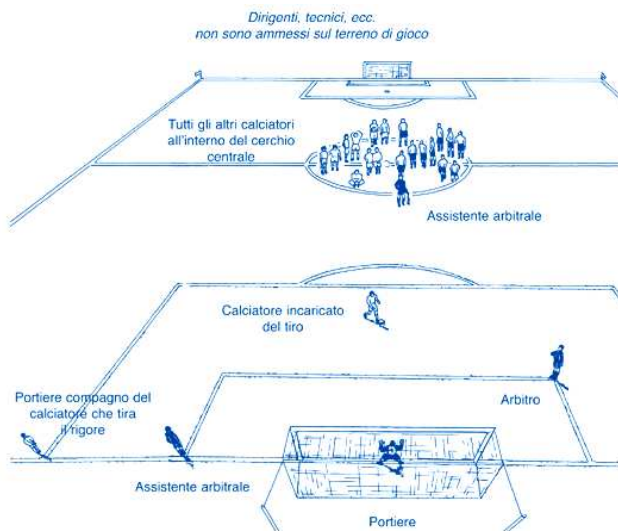 Dirigenti, tecnici, ecc.
non sono ammessi sul terreno di gioco
Tutti gli altri calciatori
all'interno del cerchio
centrale
Assistente arbitrale
Calciatore incaricato
del tiro
Portiere compagno del
calciatore che tira
il rigore
Arbitro
Assistente arbitrale
Portiere